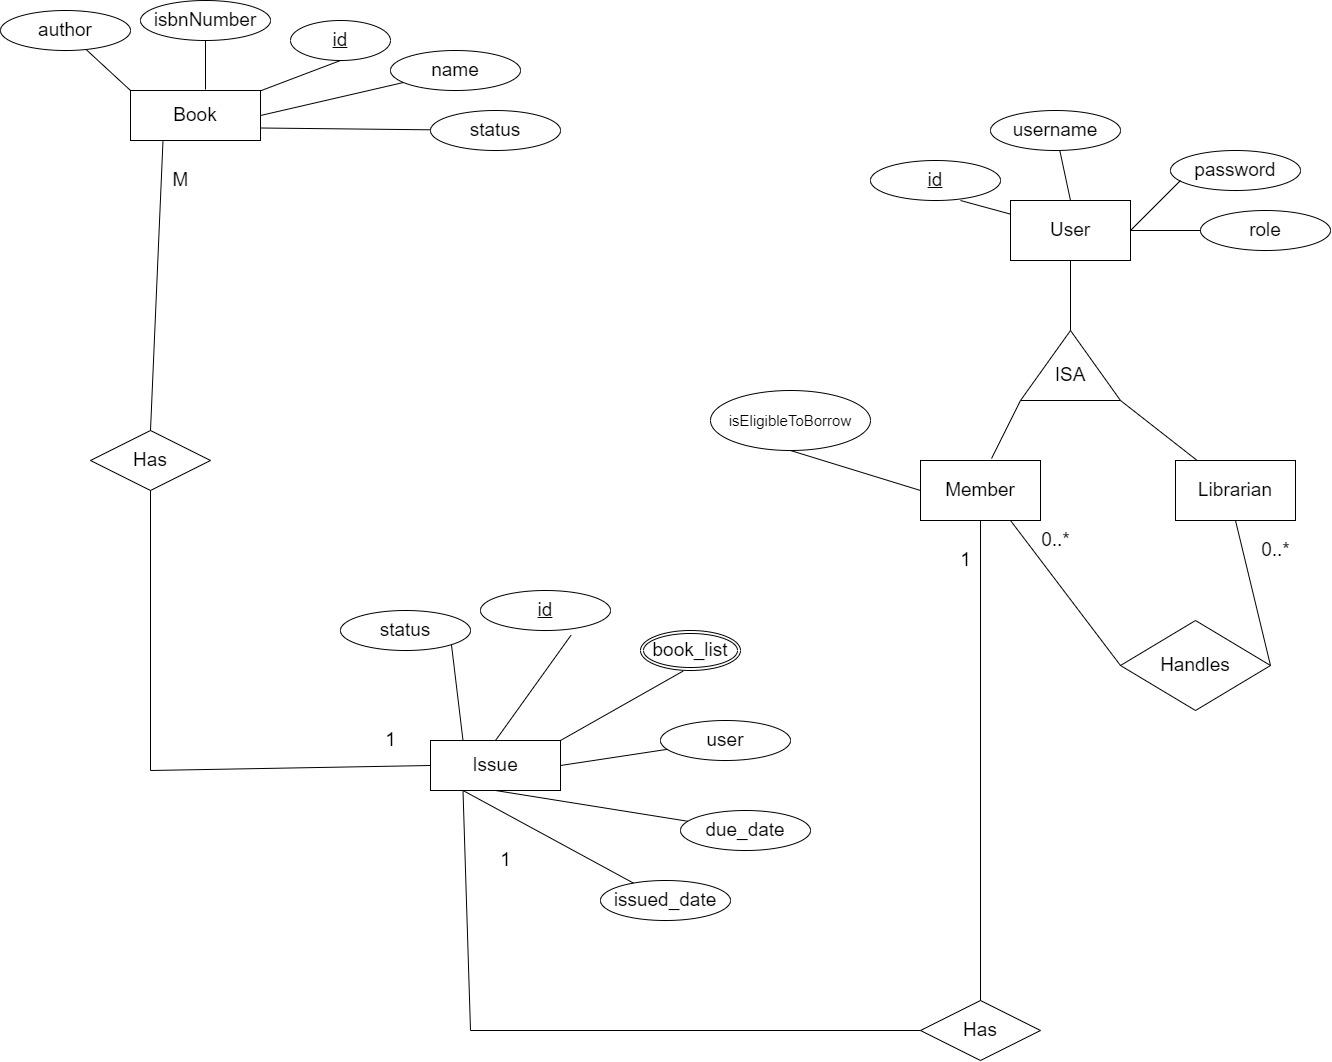 author
isbnNumber
id
name
Book
status
M
username
id
password
User
role
ISA
isEligibleToBorrow
Has
Member
Librarian
0..*
0..*
1
status
id
book_list
Handles
1
user
Issue
due_date
1
issued_date
Has